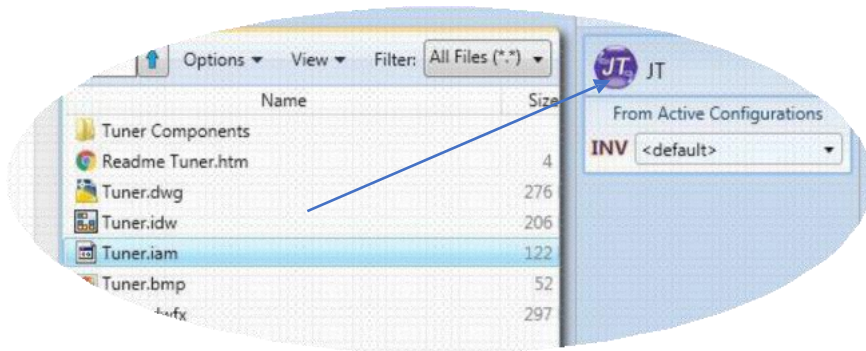 Options View Filter: All Files (*.*)
JT JT
Name Size
From Active Configurations
Tuner Components
INV <default>
Readme Tuner.htm 4
Tuner.dwg 276
Tuner.idw 206
Tuner.iam 122
Tuner.bmp 52
297